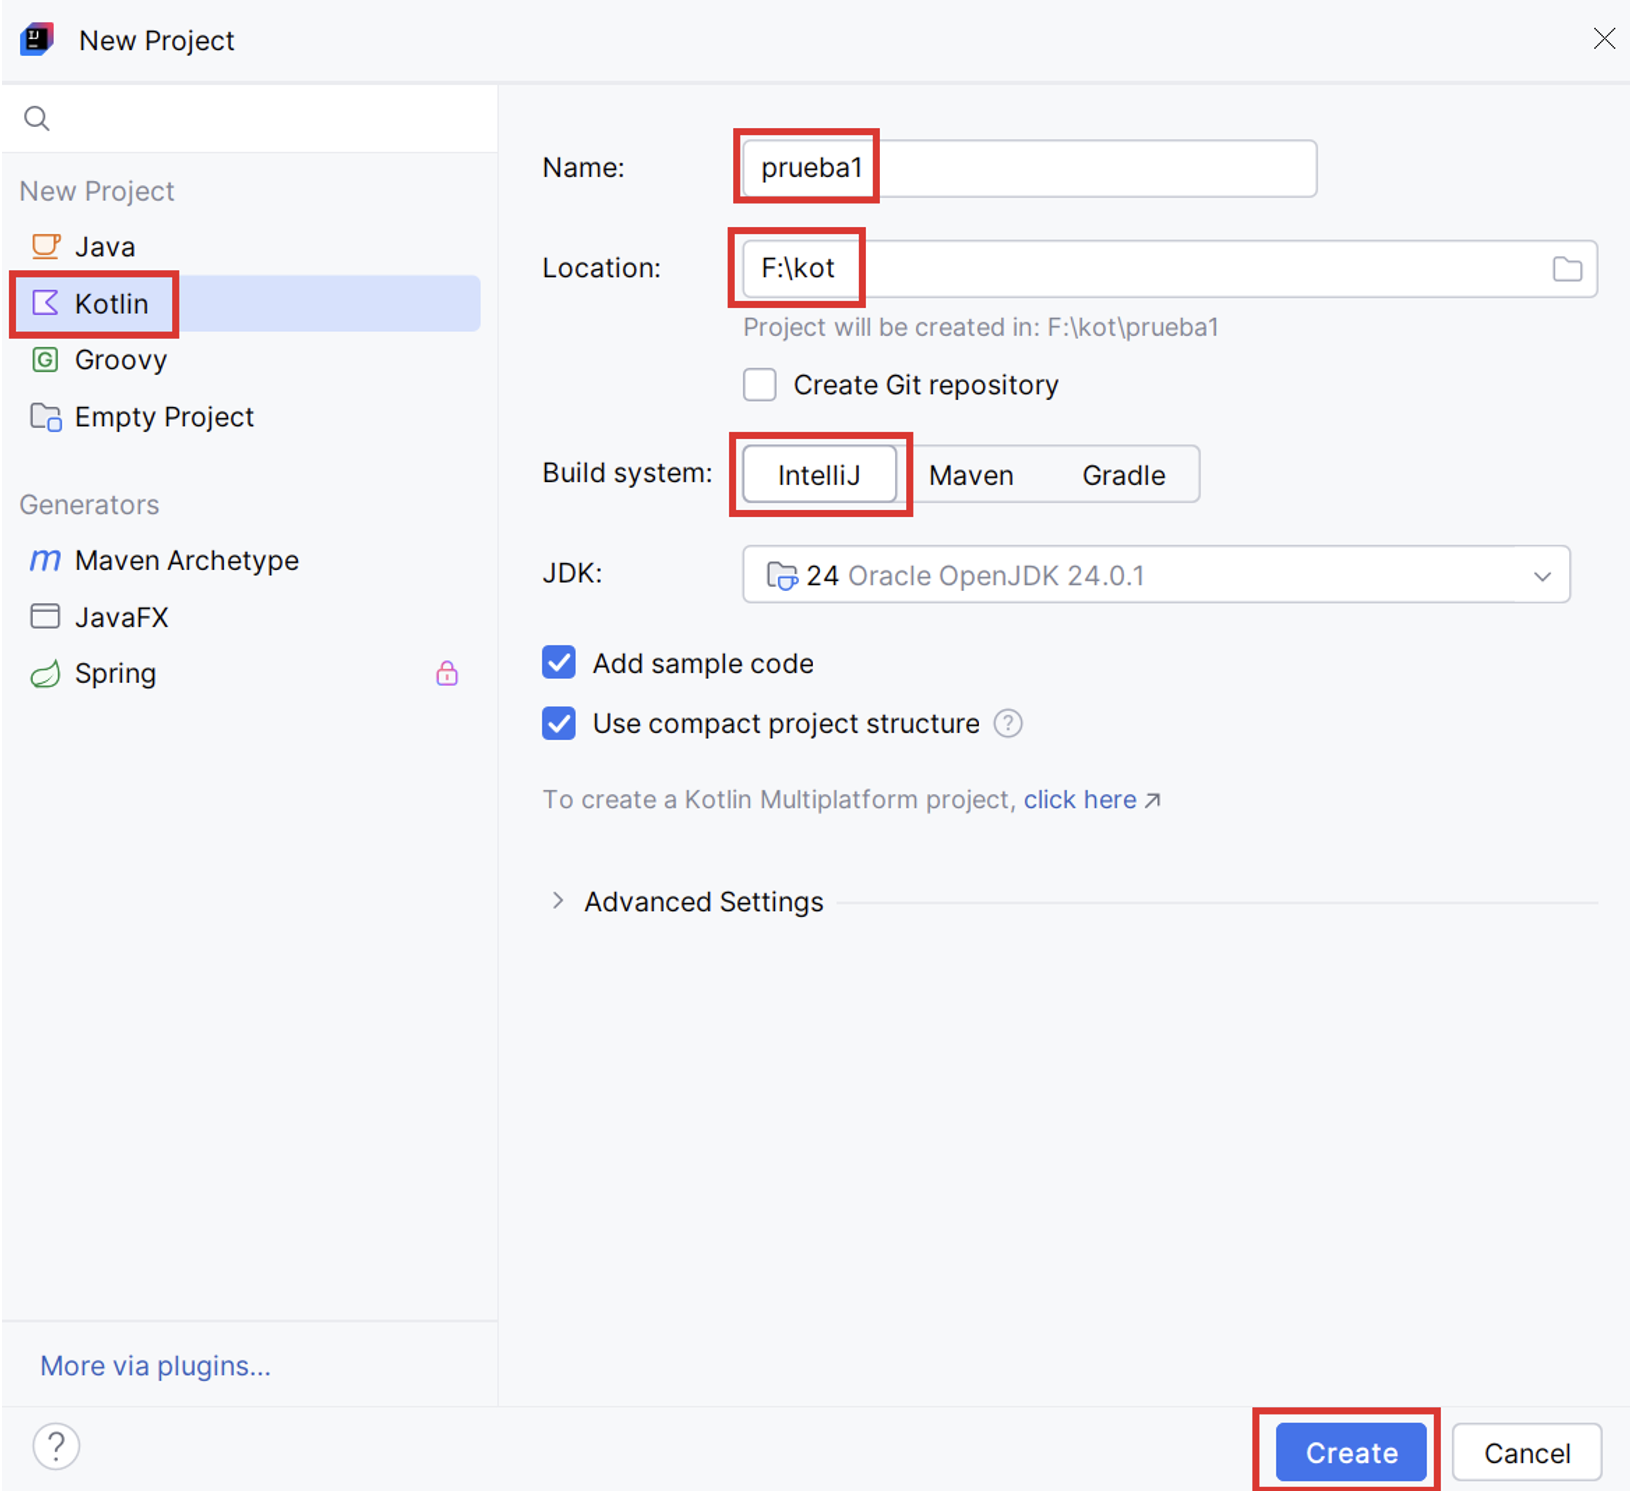 New Project
New Project
Java
Kotlin
Groovy
Empty Project
Generators
Maven Archetype
JavaFX
Spring
More via plugins...
Name: prueba1
Location: F:\kot
Project will be created in: F:\kot\prueba1
Create Git repository
Build system: IntelliJ Maven Gradle
JDK: 24 Oracle OpenJDK 24.0.1
Add sample code
Use compact project structure ?
To create a Kotlin Multiplatform project, click here ↗
Advanced Settings
? Create Cancel